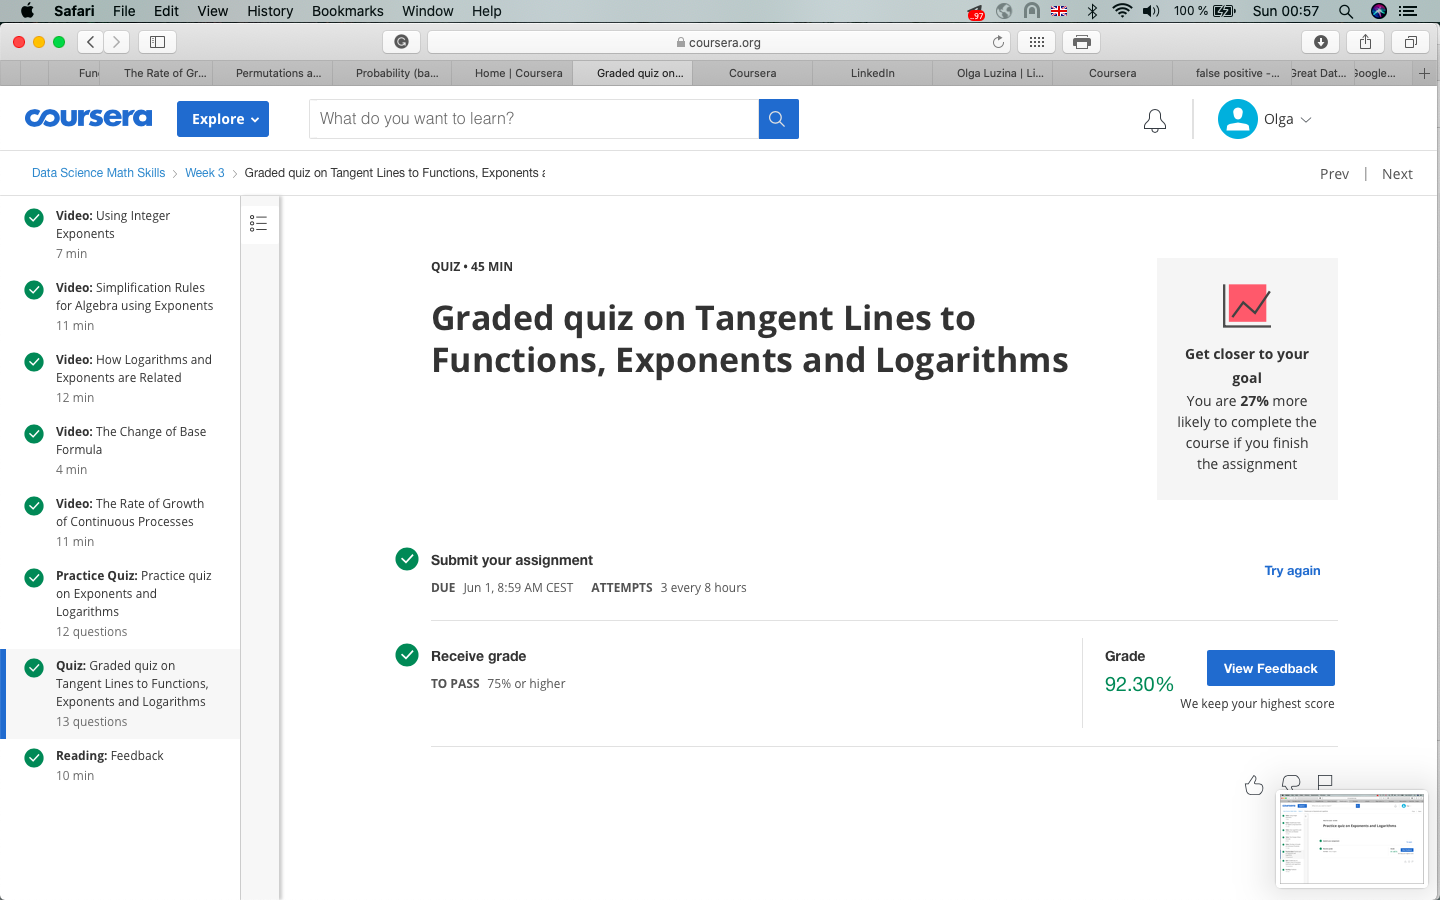 Safari File Edit View History Bookmarks Window Help
.97
100 %
Sun 00:57
coursera.org
The Rate of Gr...
Permutations a...
Probability (ba...
Home | Coursera
Graded quiz on...
Coursera
LinkedIn
Olga Luzina | Li...
Coursera
false positive -...
Great Dat...
Google...
coursera
Explore
What do you want to learn?
Olga
Data Science Math Skills
Week 3
Graded quiz on Tangent Lines to Functions, Exponents
Prev | Next
Video: Using Integer
Exponents
7 min
Video: Simplification Rules
for Algebra using Exponents
11 min
Video: How Logarithms and
Exponents are Related
12 min
Video: The Change of Base
Formula
4 min
Video: The Rate of Growth
of Continuous Processes
11 min
Practice Quiz: Practice quiz
on Exponents and
Logarithms
12 questions
Quiz: Graded quiz on
Tangent Lines to Functions,
Exponents and Logarithms
13 questions
Reading: Feedback
10 min
QUIZ • 45 MIN
Graded quiz on Tangent Lines to
Functions, Exponents and Logarithms
Get closer to your
goal
You are 27% more
likely to complete the
course if you finish
the assignment
Submit your assignment
DUE Jun 1, 8:59 AM CEST ATTEMPTS 3 every 8 hours
Try again
Receive grade
TO PASS 75% or higher
Grade
92.30%
View Feedback
We keep your highest score
coursera
Practice quiz on Exponents and Logarithms